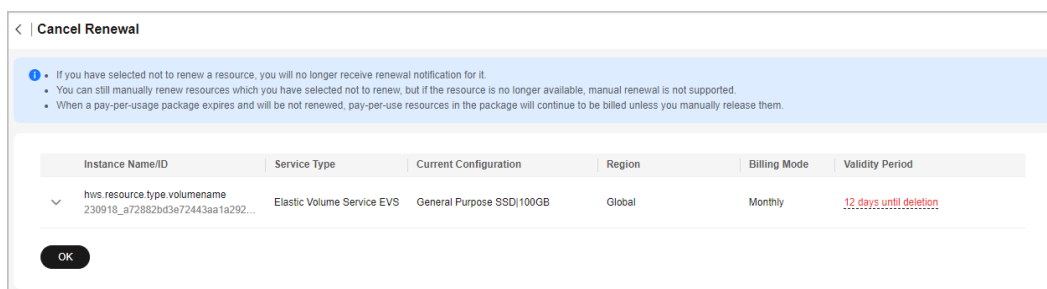 < | Cancel Renewal
• If you have selected not to renew a resource, you will no longer receive renewal notification for it.
• You can still manually renew resources which you have selected not to renew, but if the resource is no longer available, manual renewal is not supported.
• When a pay-per-usage package expires and will be not renewed, pay-per-use resources in the package will continue to be billed unless you manually release them.
Instance Name/ID Service Type Current Configuration Region Billing Mode Validity Period
hws.resource.type.volumename
230918_a72882bd3e72443aa1a292... Elastic Volume Service EVS General Purpose SSD|100GB Global Monthly 12 days until deletion
OK